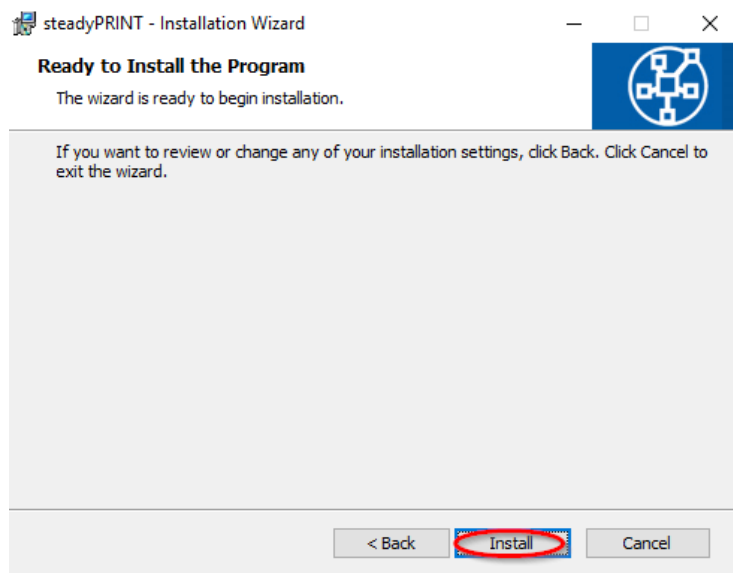 steadyPRINT - Installation Wizard
Ready to Install the Program
The wizard is ready to begin installation.
If you want to review or change any of your installation settings, click Back. Click Cancel to
exit the wizard.
< Back
Install
Cancel